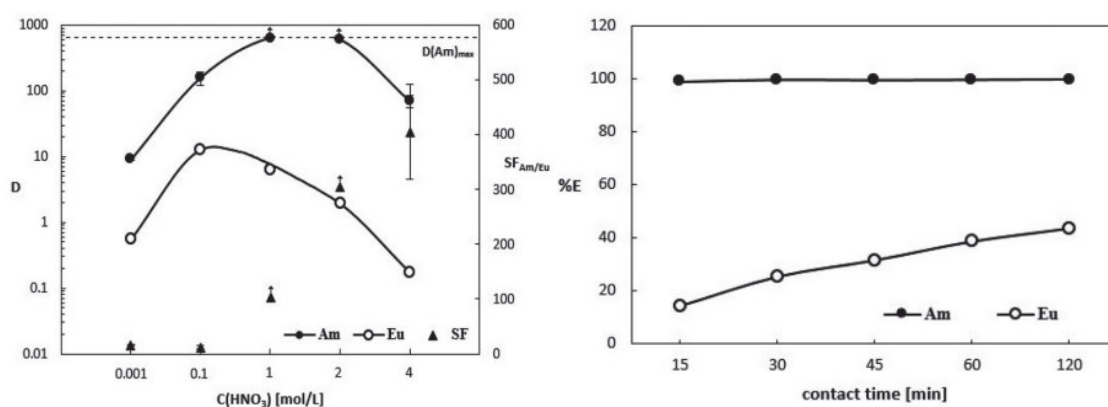 1000
100
10
1
0.1
0.01
D
600
500
400
300
200
100
0
SF_Am/Eu
D(Am)_max
Am Eu SF
0.001 0.1 1 2 4
C(HNO₃) [mol/L]
120
100
80
60
40
20
0
%E
Am Eu
15 30 45 60 120
contact time [min]